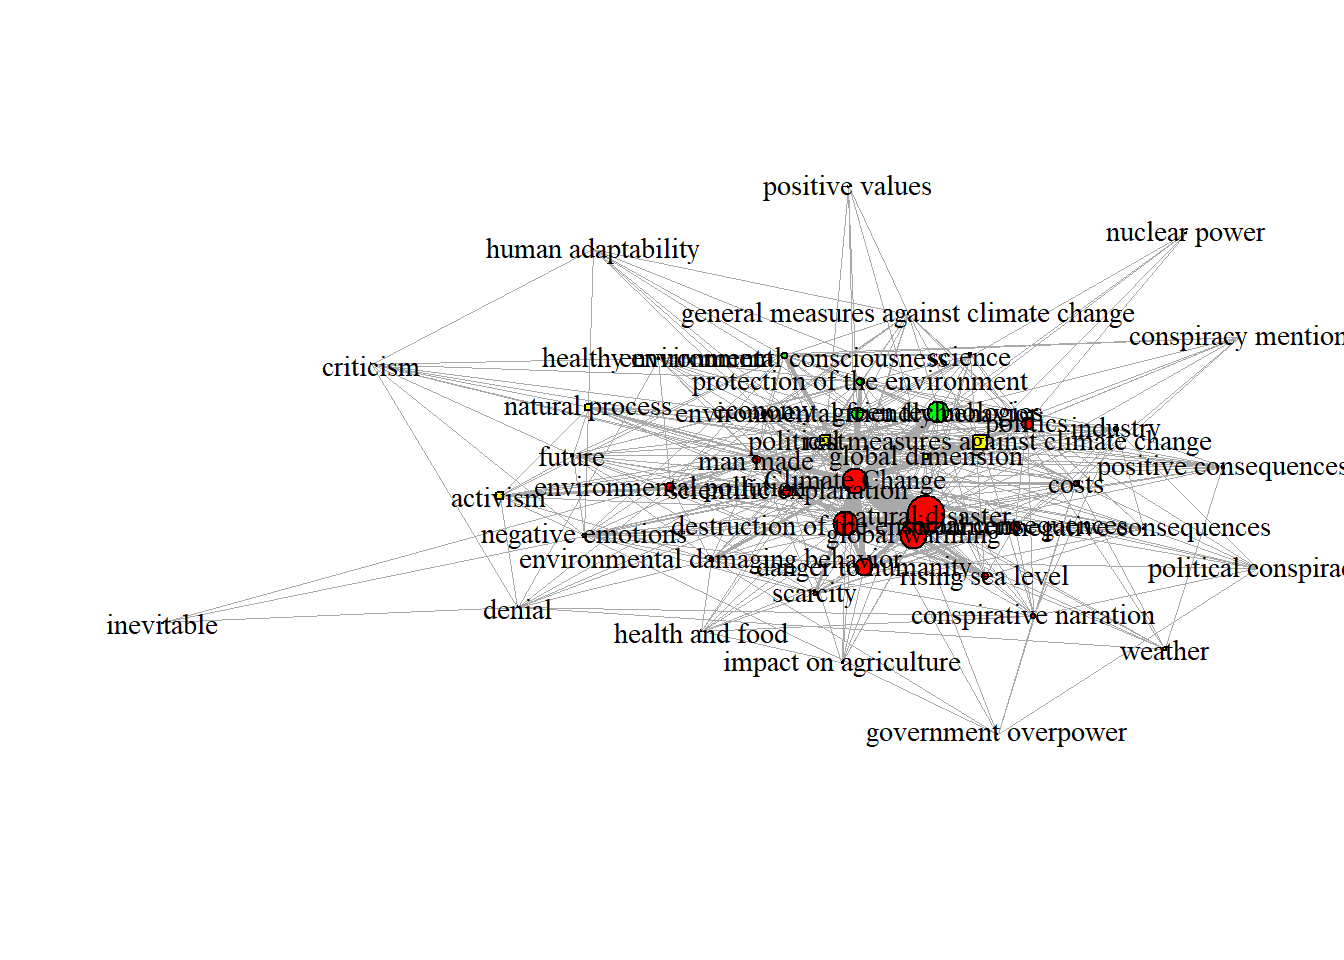 positive values
nuclear power
human adaptability
general measures against climate change
conspiracy mention
healthy environment
environmental consciousness
science
criticism
protection of the environment
natural process
economy
environmental friendly behavior
green technologies
politics
industry
political measures against climate change
future
man made
global dimension
positive consequences
Climate Change
costs
activism
environmental pollution
scientific explanation
natural disaster
negative emotions
destruction of the environment
consequences
negative consequences
global warming
environmental damaging behavior
danger to humanity
rising sea level
political conspirac
scarcity
denial
conspirative narration
inevitable
health and food
weather
impact on agriculture
government overpower